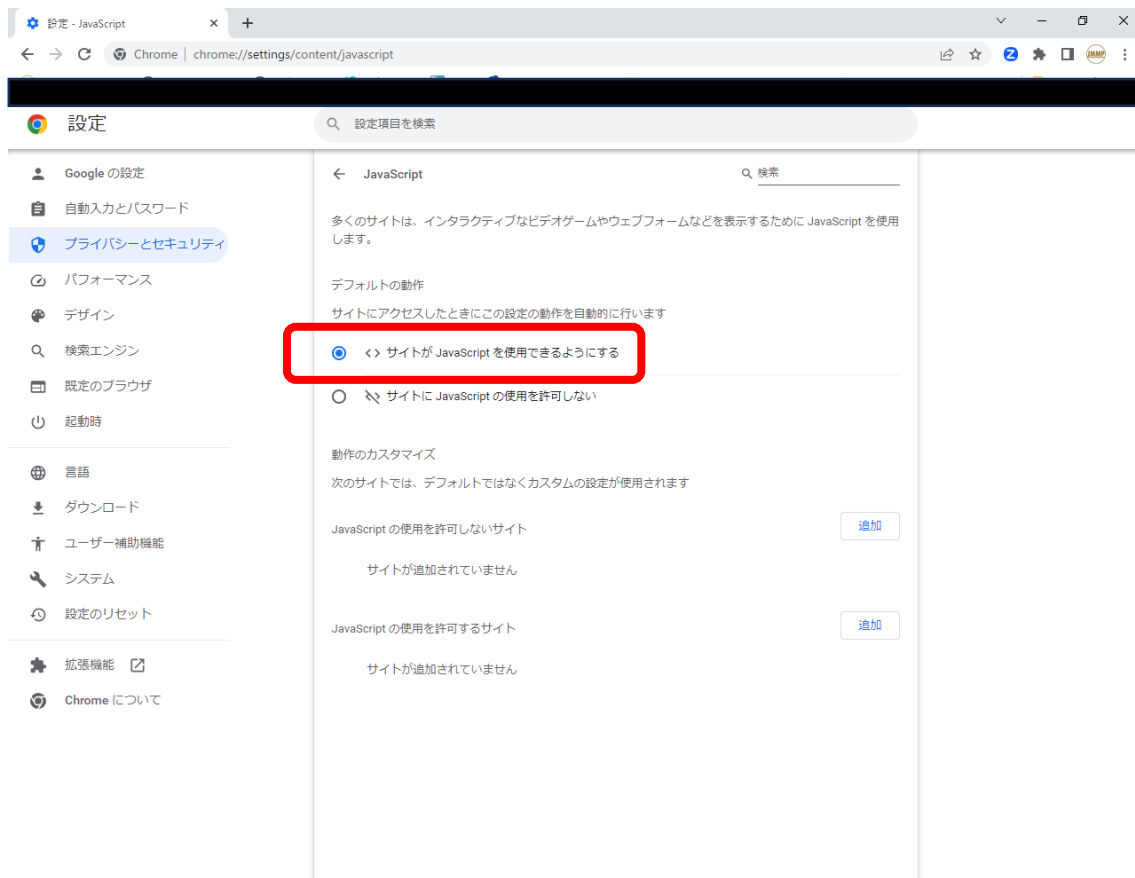 設定 - JavaScript
Chrome | chrome://settings/content/javascript
JMMP
設定
設定項目を検索
Google の設定
自動入力とパスワード
プライバシーとセキュリティ
パフォーマンス
デザイン
検索エンジン
既定のブラウザ
起動時
言語
ダウンロード
ユーザー補助機能
システム
設定のリセット
拡張機能
Chrome について
JavaScript
検索
多くのサイトは、インタラクティブなビデオゲームやウェブフォームなどを表示するために JavaScript を使用
します。
デフォルトの動作
サイトにアクセスしたときにこの設定の動作を自動的に行います
サイトが JavaScript を使用できるようにする
サイトに JavaScript の使用を許可しない
動作のカスタマイズ
次のサイトでは、デフォルトではなくカスタムの設定が使用されます
JavaScript の使用を許可しないサイト
追加
サイトが追加されていません
JavaScript の使用を許可するサイト
追加
サイトが追加されていません